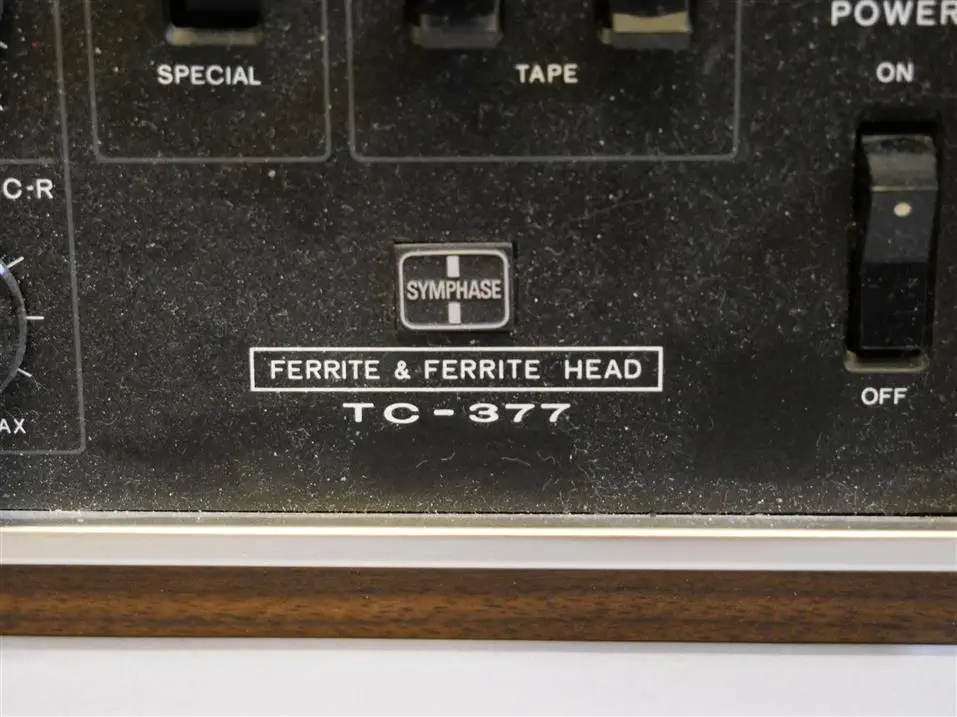 POWER
SPECIAL
TAPE
ON
C-R
SYMPHASE
FERRITE & FERRITE HEAD
TC-377
OFF
AX